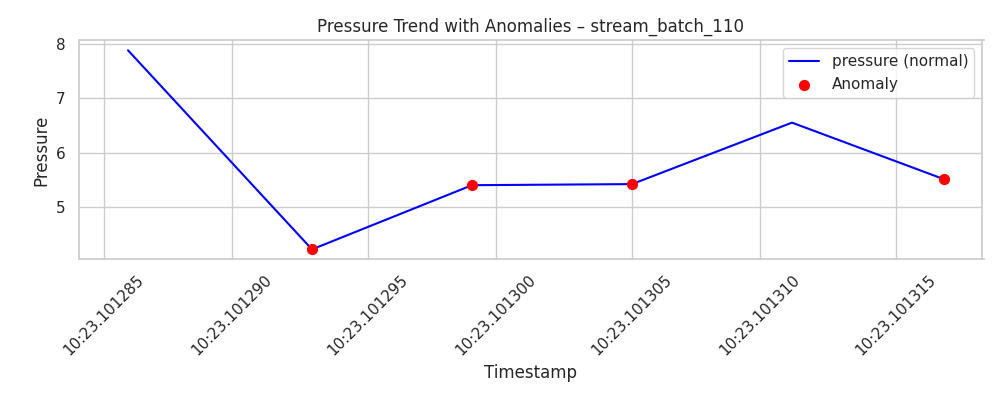 Pressure Trend with Anomalies – stream_batch_110
pressure (normal)
Anomaly
Pressure
8
7
6
5
10:23.101285
10:23.101290
10:23.101295
10:23.101300
10:23.101305
10:23.101310
10:23.101315
Timestamp